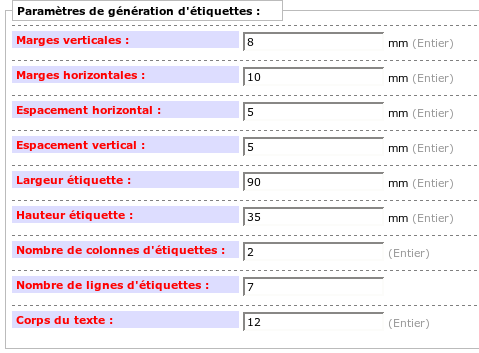 Paramètres de génération d'étiquettes :
Marges verticales : 8 mm (Entier)
Marges horizontales : 10 mm (Entier)
Espacement horizontal : 5 mm (Entier)
Espacement vertical : 5 mm (Entier)
Largeur étiquette : 90 mm (Entier)
Hauteur étiquette : 35 mm (Entier)
Nombre de colonnes d'étiquettes : 2 (Entier)
Nombre de lignes d'étiquettes : 7
Corps du texte : 12 (Entier)